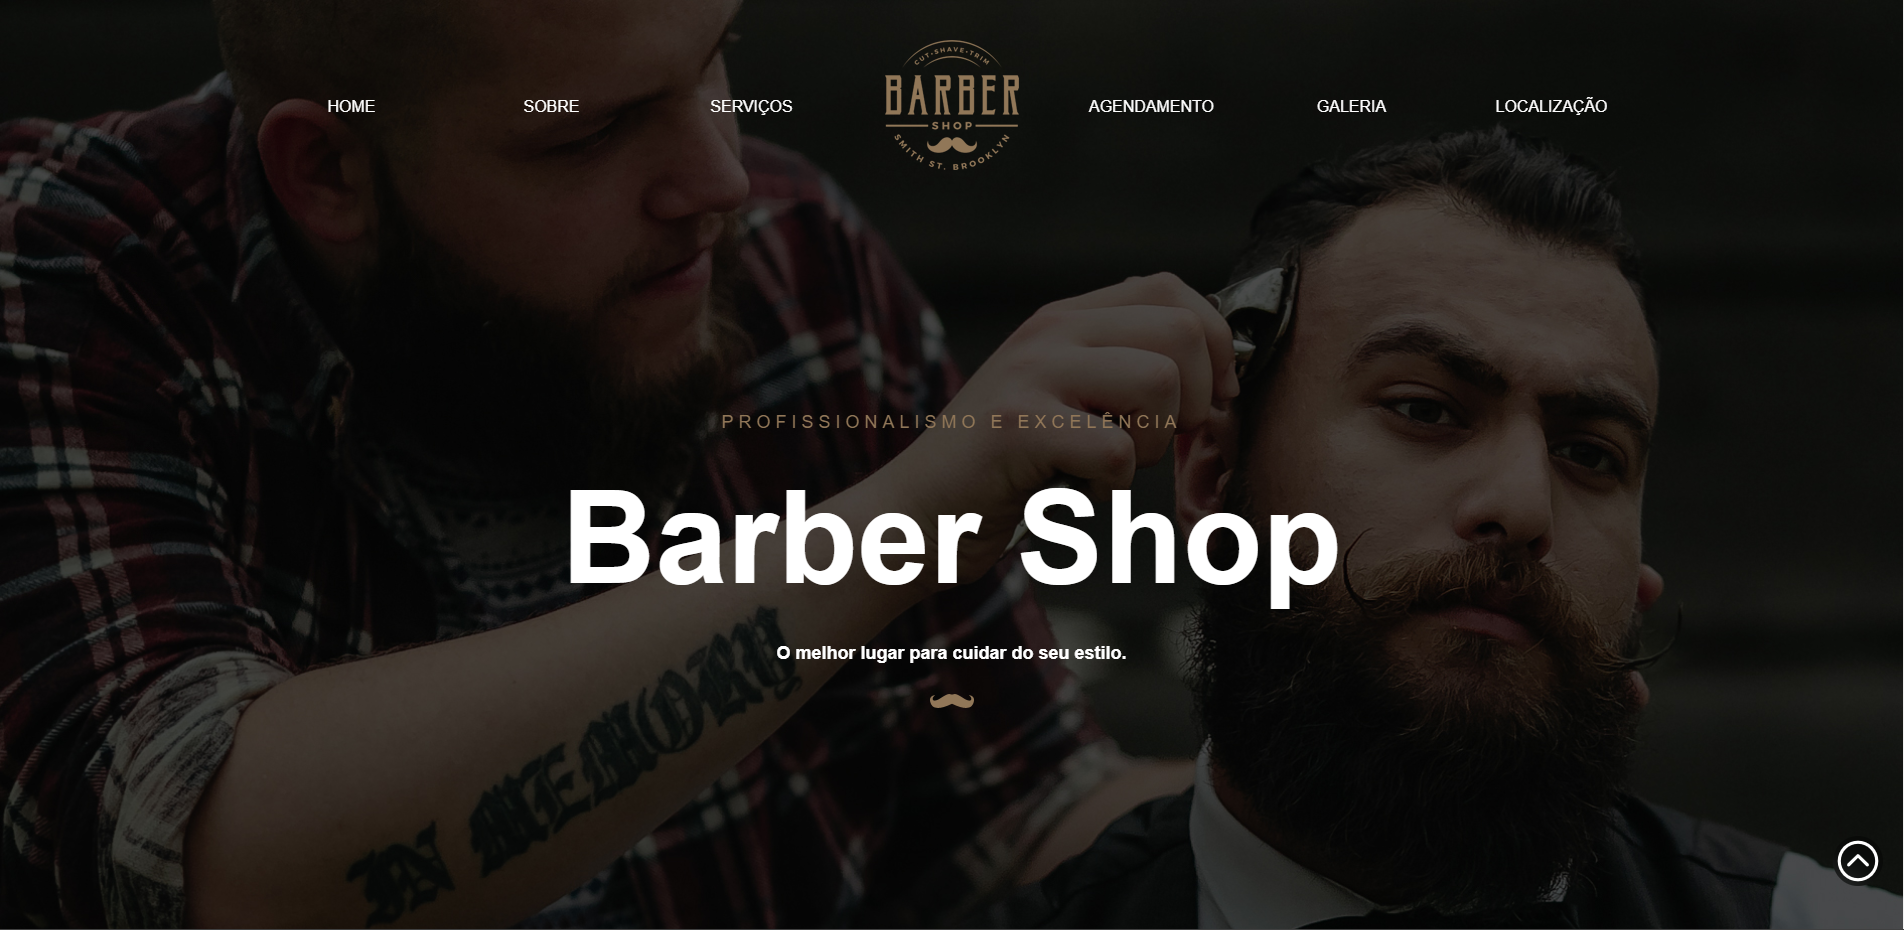 CUT•SHAVE•TRIM
HOME
SOBRE
SERVIÇOS
BARBER
SHOP
SMITH ST. BROOKLYN
AGENDAMENTO
GALERIA
LOCALIZAÇÃO
PROFISSIONALISMO E EXCELÊNCIA
Barber Shop
O melhor lugar para cuidar do seu estilo.
IN MEMORY